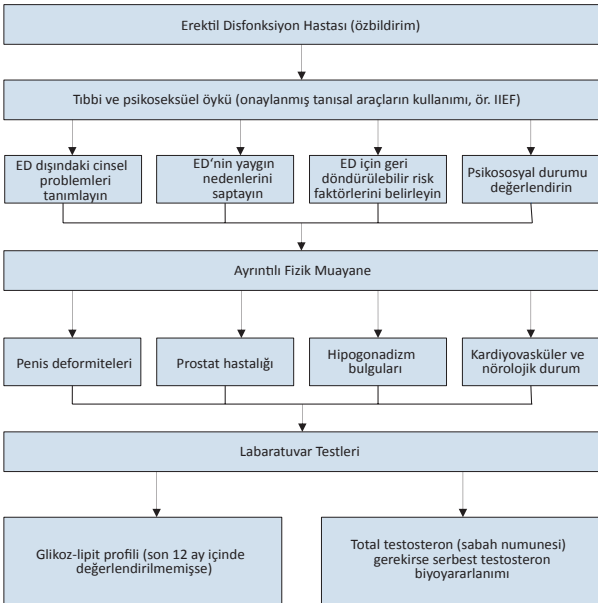 Erektil Disfonksiyon Hastası (özbildirim)
Tıbbi ve psikoseksüel öykü (onaylanmış tanısal araçların kullanımı, ör. IIEF)
ED dışındaki cinsel
problemleri
tanımlayın
ED'nin yaygın
nedenlerini
saptayın
ED için geri
döndürülebilir risk
faktörlerini belirleyin
Psikososyal durumu
değerlendirin
Ayrıntılı Fizik Muayane
Penis deformiteleri
Prostat hastalığı
Hipogonadizm
bulguları
Kardiyovasküler ve
nörolojik durum
Labaratuvar Testleri
Glikoz-lipit profili (son 12 ay içinde
değerlendirilmemişse)
Total testosteron (sabah numunesi)
gerekirse serbest testosteron
biyoyararlanımı